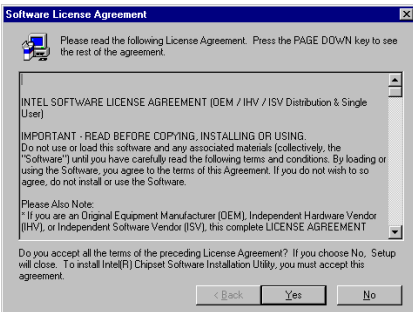 Software License Agreement
Please read the following License Agreement. Press the PAGE DOWN key to see
the rest of the agreement.
INTEL SOFTWARE LICENSE AGREEMENT (OEM / IHV / ISV Distribution & Single
User)
IMPORTANT - READ BEFORE COPYING, INSTALLING OR USING.
Do not use or load this software and any associated materials (collectively, the
"Software") until you have carefully read the following terms and conditions. By loading or
using the Software, you agree to the terms of this Agreement. If you do not wish to so
agree, do not install or use the Software.
Please Also Note:
* If you are an Original Equipment Manufacturer (OEM), Independent Hardware Vendor
(IHV), or Independent Software Vendor (ISV), this complete LICENSE AGREEMENT
Do you accept all the terms of the preceding License Agreement? If you choose No, Setup
will close. To install Intel(R) Chipset Software Installation Utility, you must accept this
agreement.
< Back Yes No